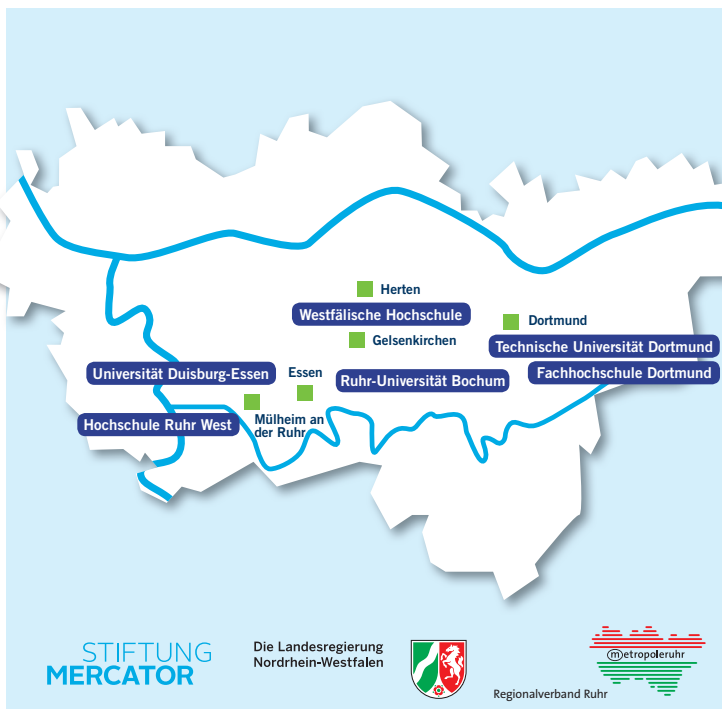 Herten
Westfälische Hochschule
Dortmund
Gelsenkirchen
Technische Universität Dortmund
Universität Duisburg-Essen
Essen
Ruhr-Universität Bochum
Fachhochschule Dortmund
Hochschule Ruhr West
Mülheim an
der Ruhr
STIFTUNG
MERCATOR
Die Landesregierung
Nordrhein-Westfalen
metropoleruhr
Regionalverband Ruhr